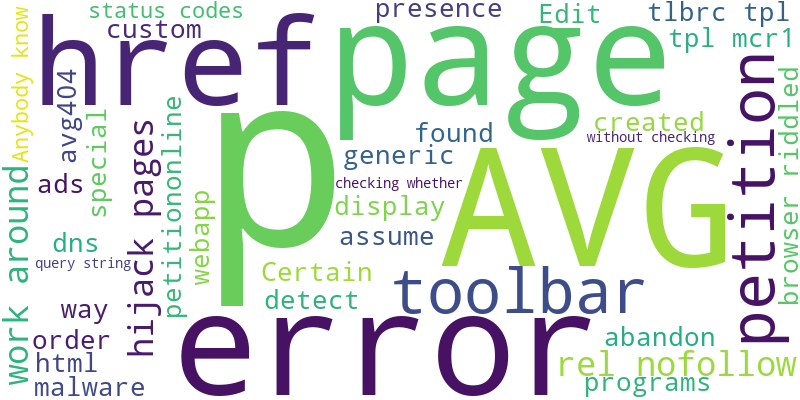 status codes
presence
Edit
tlbrc tpl
href
page
custom
tpl mcr1
Anybody know
avg404
p
special
hijack pages
petitiononline
found
created
without checking
petition
browser riddled
generic
AVG
ads
checking whether
display
work around
dns
webapp
assume
query string
Certain
detect
toolbar
way
error
order
abandon
html
rel nofollow
malware
programs